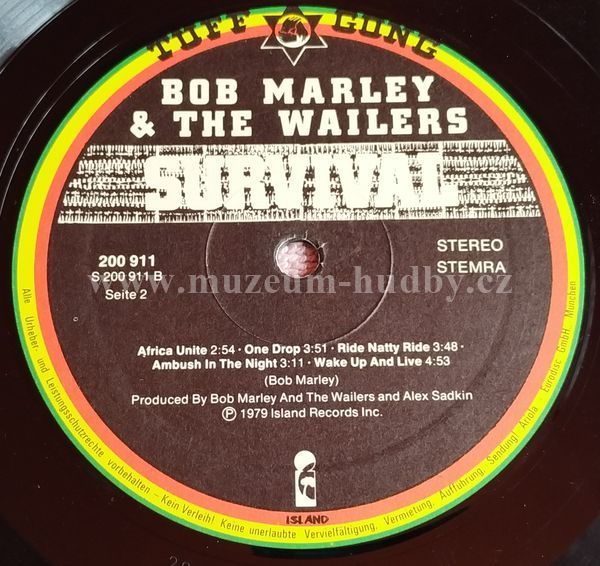 TUFF GONG
BOB MARLEY
& THE WAILERS
SURVIVAL
200 911
S 200 911 B
Seite 2
STEREO
STEMRA
www.muzeum-hudby.cz
Africa Unite 2:54 · One Drop 3:51 · Ride Natty Ride 3:48 ·
Ambush In The Night 3:11 · Wake Up And Live 4:53
(Bob Marley)
Produced By Bob Marley And The Wailers and Alex Sadkin
℗ 1979 Island Records Inc.
ISLAND
Alle Urheber- und Leistungsschutzrechte vorbehalten – Kein Verleih! Keine unerlaubte Vervielfältigung, Vermietung, Aufführung, Sendung! Ariola - Eurodisc GmbH München